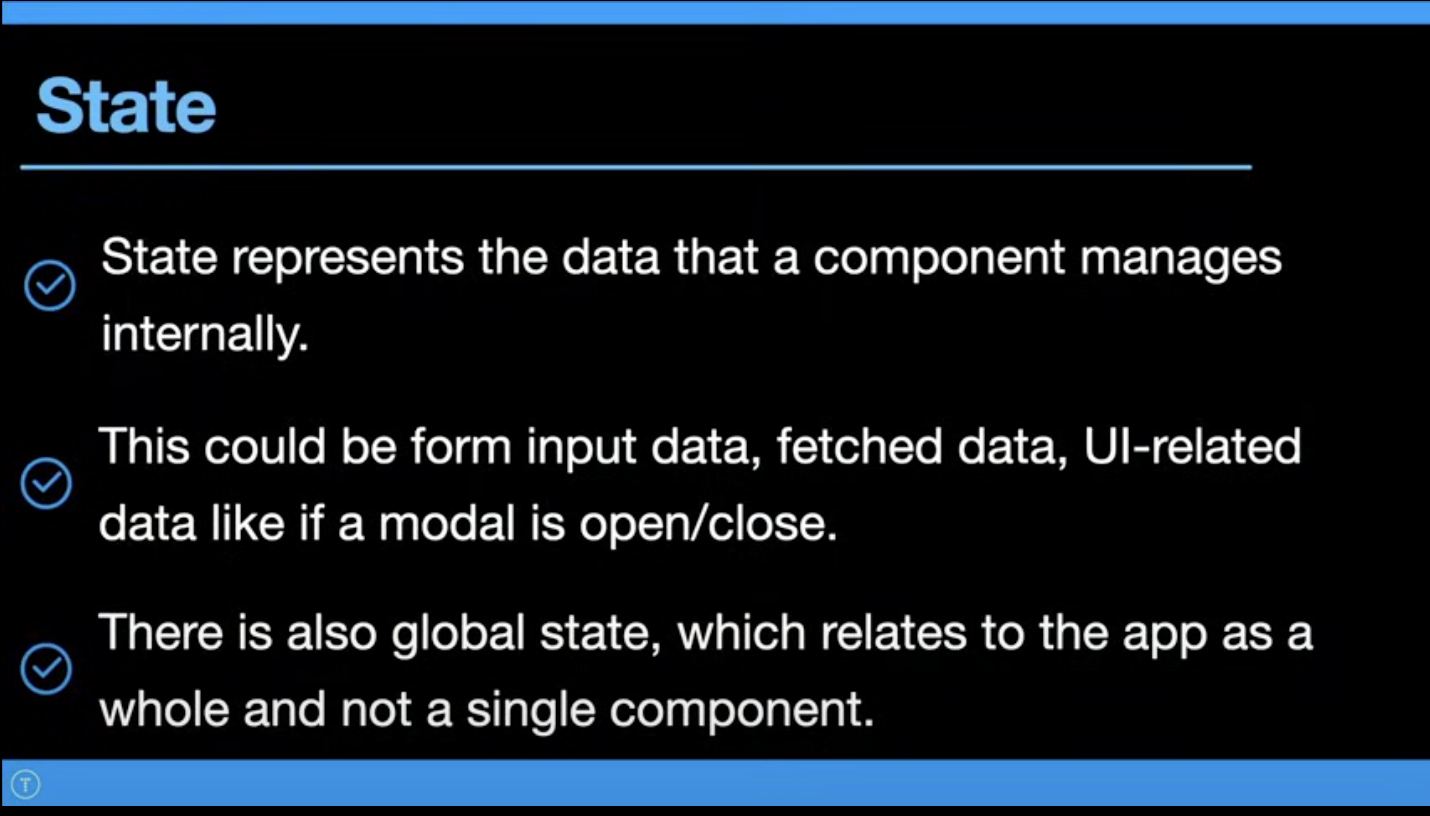 State
State represents the data that a component manages
internally.
This could be form input data, fetched data, UI-related
data like if a modal is open/close.
There is also global state, which relates to the app as a
whole and not a single component.
T